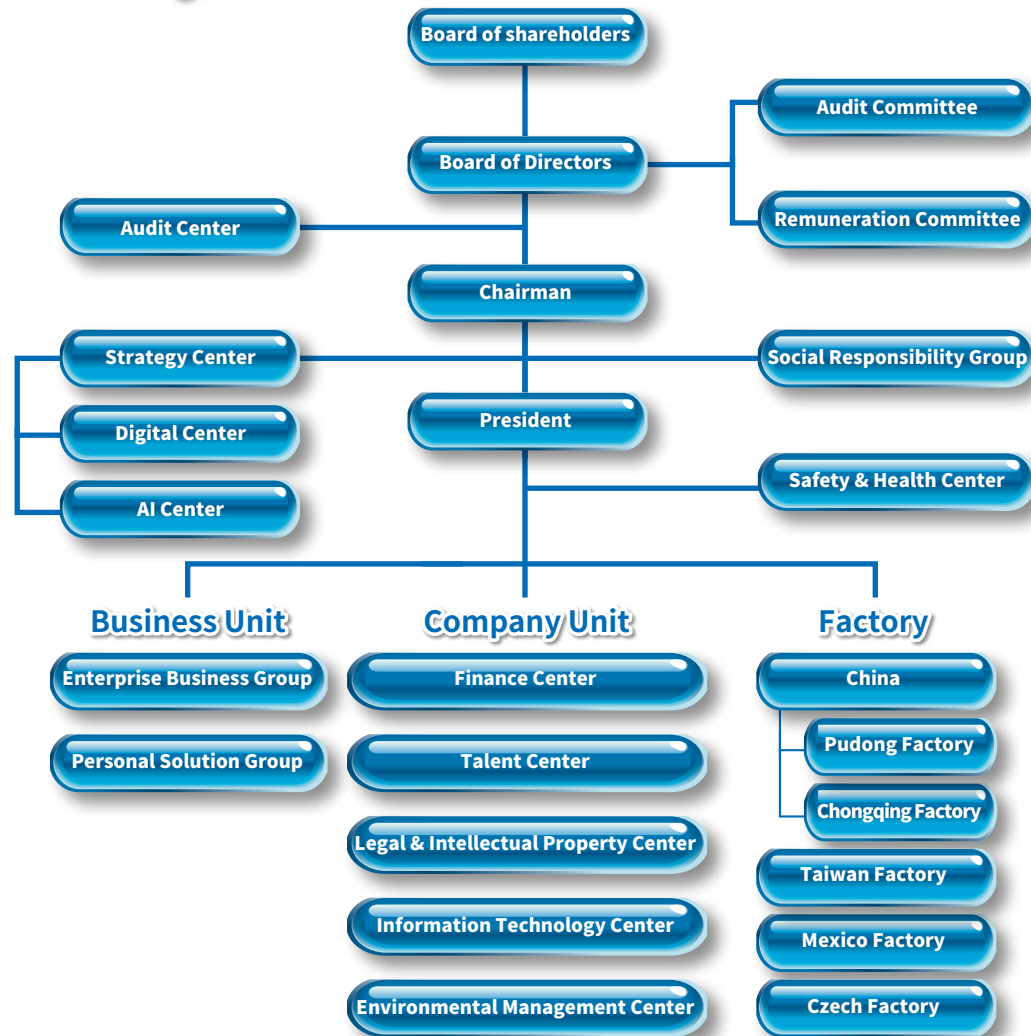 Board of shareholders
Audit Committee
Board of Directors
Remuneration Committee
Audit Center
Chairman
Strategy Center
Social Responsibility Group
President
Digital Center
Safety & Health Center
AI Center
Business Unit
Company Unit
Factory
Enterprise Business Group
Finance Center
China
Personal Solution Group
Talent Center
Pudong Factory
Chongqing Factory
Legal & Intellectual Property Center
Taiwan Factory
Information Technology Center
Mexico Factory
Environmental Management Center
Czech Factory